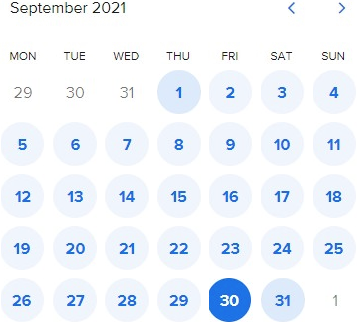 September 2021
MON TUE WED THU FRI SAT SUN
29 30 31 1 2 3 4
5 6 7 8 9 10 11
12 13 14 15 16 17 18
19 20 21 22 23 24 25
26 27 28 29 30 31 1